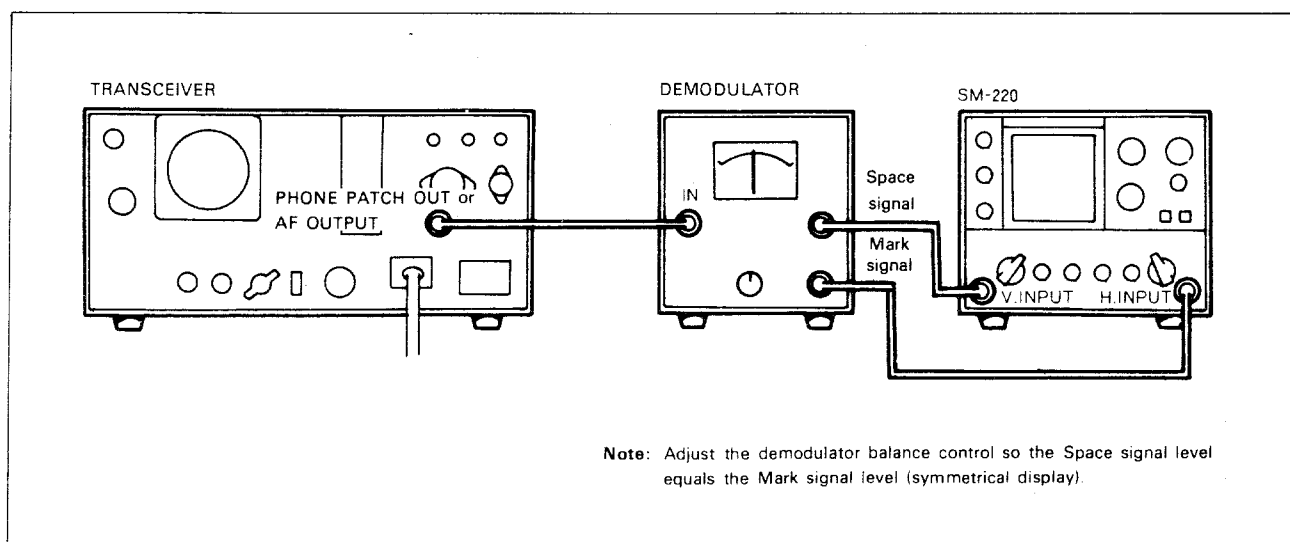 TRANSCEIVER
PHONE PATCH OUT or
AF OUTPUT
DEMODULATOR
IN
Space
signal
Mark
signal
SM-220
V.INPUT H.INPUT
Note: Adjust the demodulator balance control so the Space signal level
equals the Mark signal level (symmetrical display).